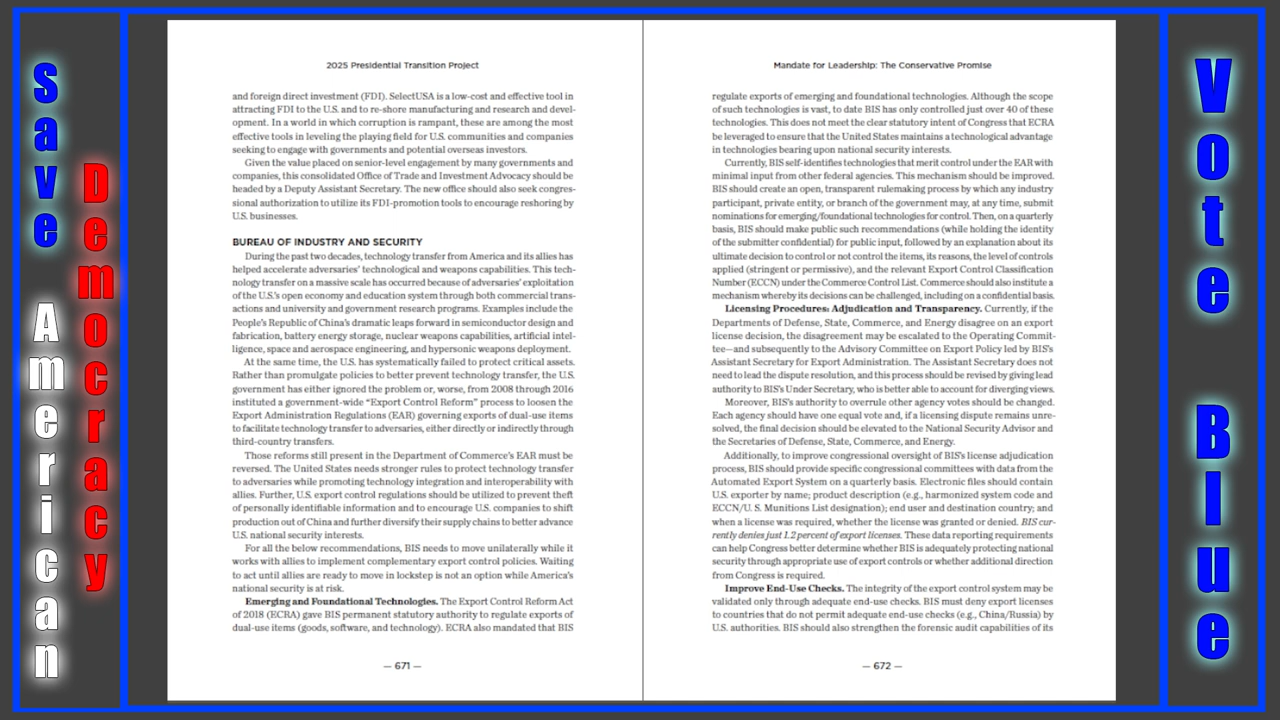 Save
American
Democracy
2025 Presidential Transition Project
and foreign direct investment (FDI). SelectUSA is a low-cost and effective tool in
attracting FDI to the U.S. and to re-shore manufacturing and research and devel-
opment. In a world in which corruption is rampant, these are among the most
effective tools in leveling the playing field for U.S. communities and companies
seeking to engage with governments and potential overseas investors.
Given the value placed on senior-level engagement by many governments and
companies, this consolidated Office of Trade and Investment Advocacy should be
headed by a Deputy Assistant Secretary. The new office should also seek congres-
sional authorization to utilize its FDI-promotion tools to encourage reshoring by
U.S. businesses.
BUREAU OF INDUSTRY AND SECURITY
During the past two decades, technology transfer from America and its allies has
helped accelerate adversaries' technological and weapons capabilities. This tech-
nology transfer on a massive scale has occurred because of adversaries' exploitation
of the U.S.'s open economy and education system through both commercial trans-
actions and university and government research programs. Examples include the
People's Republic of China's dramatic leaps forward in semiconductor design and
fabrication, battery energy storage, nuclear weapons capabilities, artificial intel-
ligence, space and aerospace engineering, and hypersonic weapons deployment.
At the same time, the U.S. has systematically failed to protect critical assets.
Rather than promulgate policies to better prevent technology transfer, the U.S.
government has either ignored the problem or, worse, from 2008 through 2016
instituted a government-wide “Export Control Reform” process to loosen the
Export Administration Regulations (EAR) governing exports of dual-use items
to facilitate technology transfer to adversaries, either directly or indirectly through
third-country transfers.
Those reforms still present in the Department of Commerce's EAR must be
reversed. The United States needs stronger rules to protect technology transfer
to adversaries while promoting technology integration and interoperability with
allies. Further, U.S. export control regulations should be utilized to prevent theft
of personally identifiable information and to encourage U.S. companies to shift
production out of China and further diversify their supply chains to better advance
U.S. national security interests.
For all the below recommendations, BIS needs to move unilaterally while it
works with allies to implement complementary export control policies. Waiting
to act until allies are ready to move in lockstep is not an option while America's
national security is at risk.
Emerging and Foundational Technologies. The Export Control Reform Act
of 2018 (ECRA) gave BIS permanent statutory authority to regulate exports of
dual-use items (goods, software, and technology). ECRA also mandated that BIS
— 671 —
Mandate for Leadership: The Conservative Promise
regulate exports of emerging and foundational technologies. Although the scope
of such technologies is vast, to date BIS has only controlled just over 40 of these
technologies. This does not meet the clear statutory intent of Congress that ECRA
be leveraged to ensure that the United States maintains a technological advantage
in technologies bearing upon national security interests.
Currently, BIS self-identifies technologies that merit control under the EAR with
minimal input from other federal agencies. This mechanism should be improved.
BIS should create an open, transparent rulemaking process by which any industry
participant, private entity, or branch of the government may, at any time, submit
nominations for emerging/foundational technologies for control. Then, on a quarterly
basis, BIS should make public such recommendations (while holding the identity
of the submitter confidential) for public input, followed by an explanation about its
ultimate decision to control or not control the items, its reasons, the level of controls
applied (stringent or permissive), and the relevant Export Control Classification
Number (ECCN) under the Commerce Control List. Commerce should also institute a
mechanism whereby its decisions can be challenged, including on a confidential basis.
Licensing Procedures: Adjudication and Transparency. Currently, if the
Departments of Defense, State, Commerce, and Energy disagree on an export
license decision, the disagreement may be escalated to the Operating Commit-
tee—and subsequently to the Advisory Committee on Export Policy led by BIS's
Assistant Secretary for Export Administration. The Assistant Secretary does not
need to lead the dispute resolution, and this process should be revised by giving lead
authority to BIS's Under Secretary, who is better able to account for diverging views.
Moreover, BIS's authority to overrule other agency votes should be changed.
Each agency should have one equal vote and, if a licensing dispute remains unre-
solved, the final decision should be elevated to the National Security Advisor and
the Secretaries of Defense, State, Commerce, and Energy.
Additionally, to improve congressional oversight of BIS's license adjudication
process, BIS should provide specific congressional committees with data from the
Automated Export System on a quarterly basis. Electronic files should contain
U.S. exporter by name; product description (e.g., harmonized system code and
ECCN/U. S. Munitions List designation); end user and destination country; and
when a license was required, whether the license was granted or denied. BIS cur-
rently denies just 1.2 percent of export licenses. These data reporting requirements
can help Congress better determine whether BIS is adequately protecting national
security through appropriate use of export controls or whether additional direction
from Congress is required.
Improve End-Use Checks. The integrity of the export control system may be
validated only through adequate end-use checks. BIS must deny export licenses
to countries that do not permit adequate end-use checks (e.g., China/Russia) by
U.S. authorities. BIS should also strengthen the forensic audit capabilities of its
— 672 —
Vote
Blue